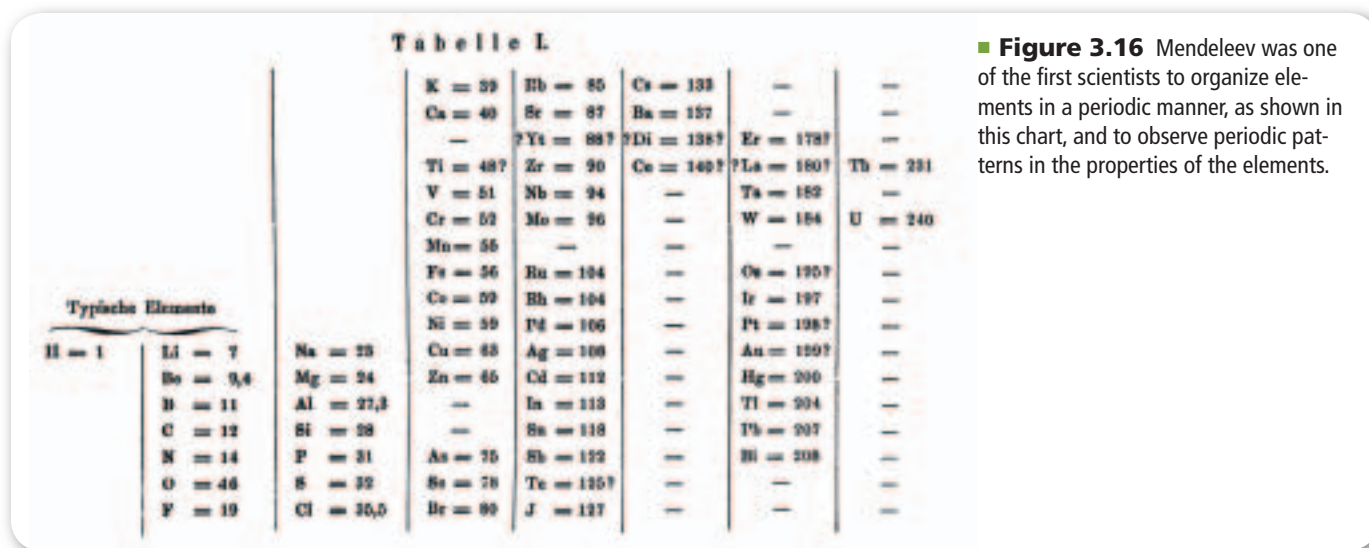 Tabelle I.
K = 39 Rb = 85 Cs = 133 — —
Ca = 40 Sr = 87 Ba = 137 — —
— ?Yt = 88? ?Di = 138? Er = 178? —
Ti = 48? Zr = 90 Ce = 140? ?La = 180? Th = 231
V = 51 Nb = 94 — Ta = 182 —
Cr = 52 Mo = 96 — W = 184 U = 240
Mn = 55 — — — —
Fe = 56 Ru = 104 — Os = 195? —
Co = 59 Rh = 104 — Ir = 197 —
Typische Elemente
Ni = 59 Pd = 106 — Pt = 198? —
H = 1 Li = 7 Na = 23 Cu = 63 Ag = 108 — Au = 199? —
Be = 9,4 Mg = 24 Zn = 65 Cd = 112 — Hg = 200 —
B = 11 Al = 27,3 — In = 113 — Tl = 204 —
C = 12 Si = 28 — Sn = 118 — Pb = 207 —
N = 14 P = 31 As = 75 Sb = 122 — Bi = 208 —
O = 46 S = 32 Se = 78 Te = 125? — — —
F = 19 Cl = 35,5 Br = 80 J = 127 — — —
Figure 3.16 Mendeleev was one
of the first scientists to organize ele-
ments in a periodic manner, as shown in
this chart, and to observe periodic pat-
terns in the properties of the elements.